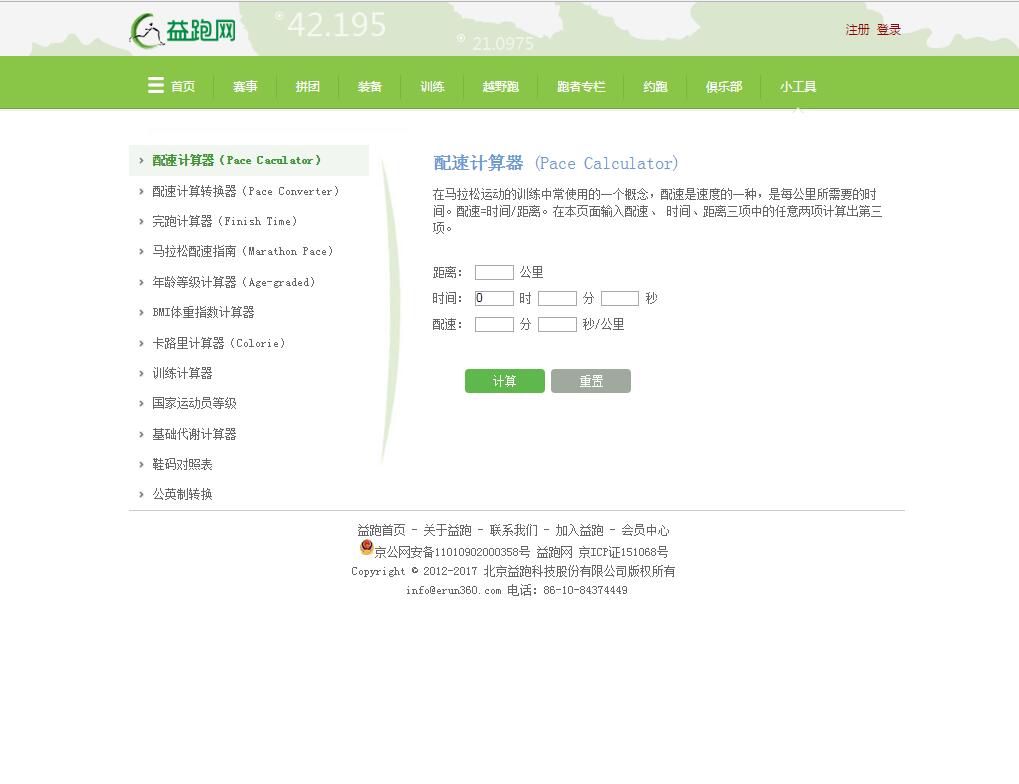 益跑网
42.195
21.0975
注册 登录
首页 赛事 拼团 装备 训练 越野跑 跑者专栏 约跑 俱乐部 小工具
配速计算器（Pace Caculator）
配速计算转换器（Pace Converter）
完跑计算器（Finish Time）
马拉松配速指南（Marathon Pace）
年龄等级计算器（Age-graded）
BMI体重指数计算器
卡路里计算器（Colorie）
训练计算器
国家运动员等级
基础代谢计算器
鞋码对照表
公英制转换
配速计算器 (Pace Calculator)
在马拉松运动的训练中常使用的一个概念，配速是速度的一种，是每公里所需要的时
间。配速=时间/距离。在本页面输入配速、 时间、距离三项中的任意两项计算出第三
项。
距离： 公里
时间： 0 时 分 秒
配速： 分 秒/公里
计算 重置
益跑首页 - 关于益跑 - 联系我们 - 加入益跑 - 会员中心
京公网安备11010902000358号 益跑网 京ICP证151068号
Copyright © 2012-2017 北京益跑科技股份有限公司版权所有
info@erun360.com 电话：86-10-84374449